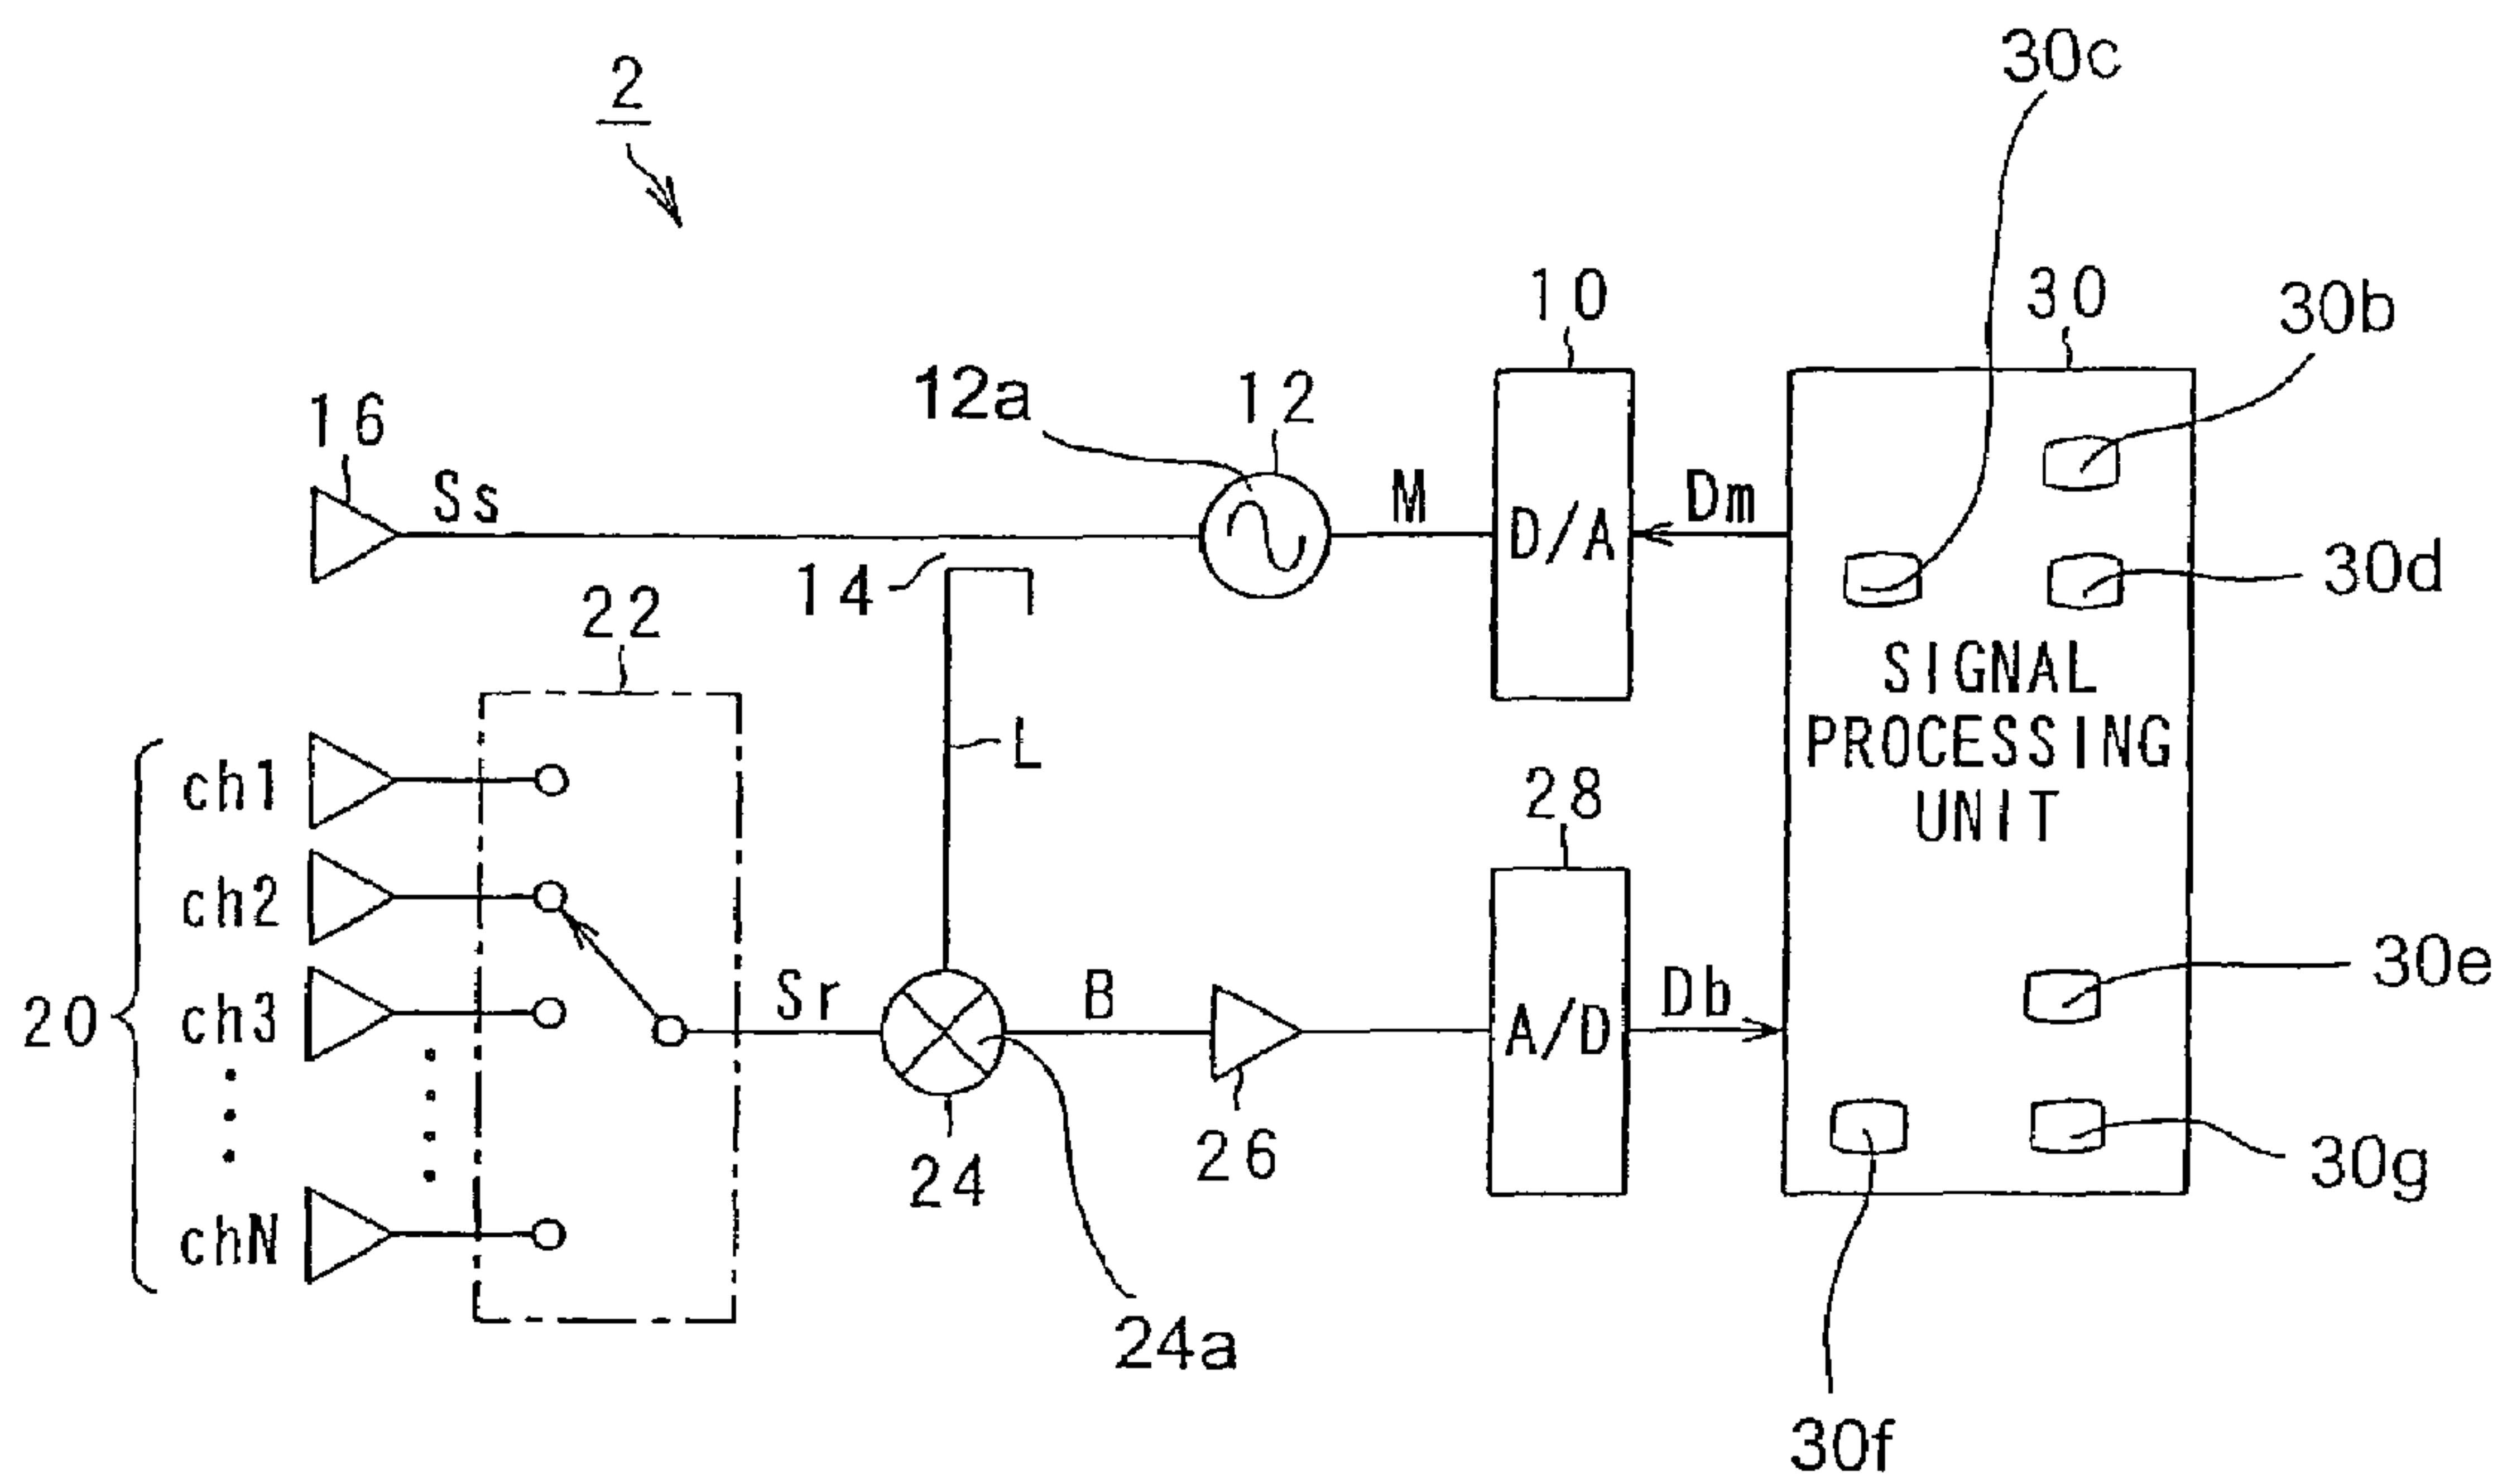 2
30c
10
30
30b
12a
12
16
Ss
M
D/A
Dm
14
30d
22
SIGNAL
PROCESSING
UNIT
L
ch1
28
ch2
20
ch3
Sr
B
A/D
Db
30e
24
26
30g
chN
24a
30f